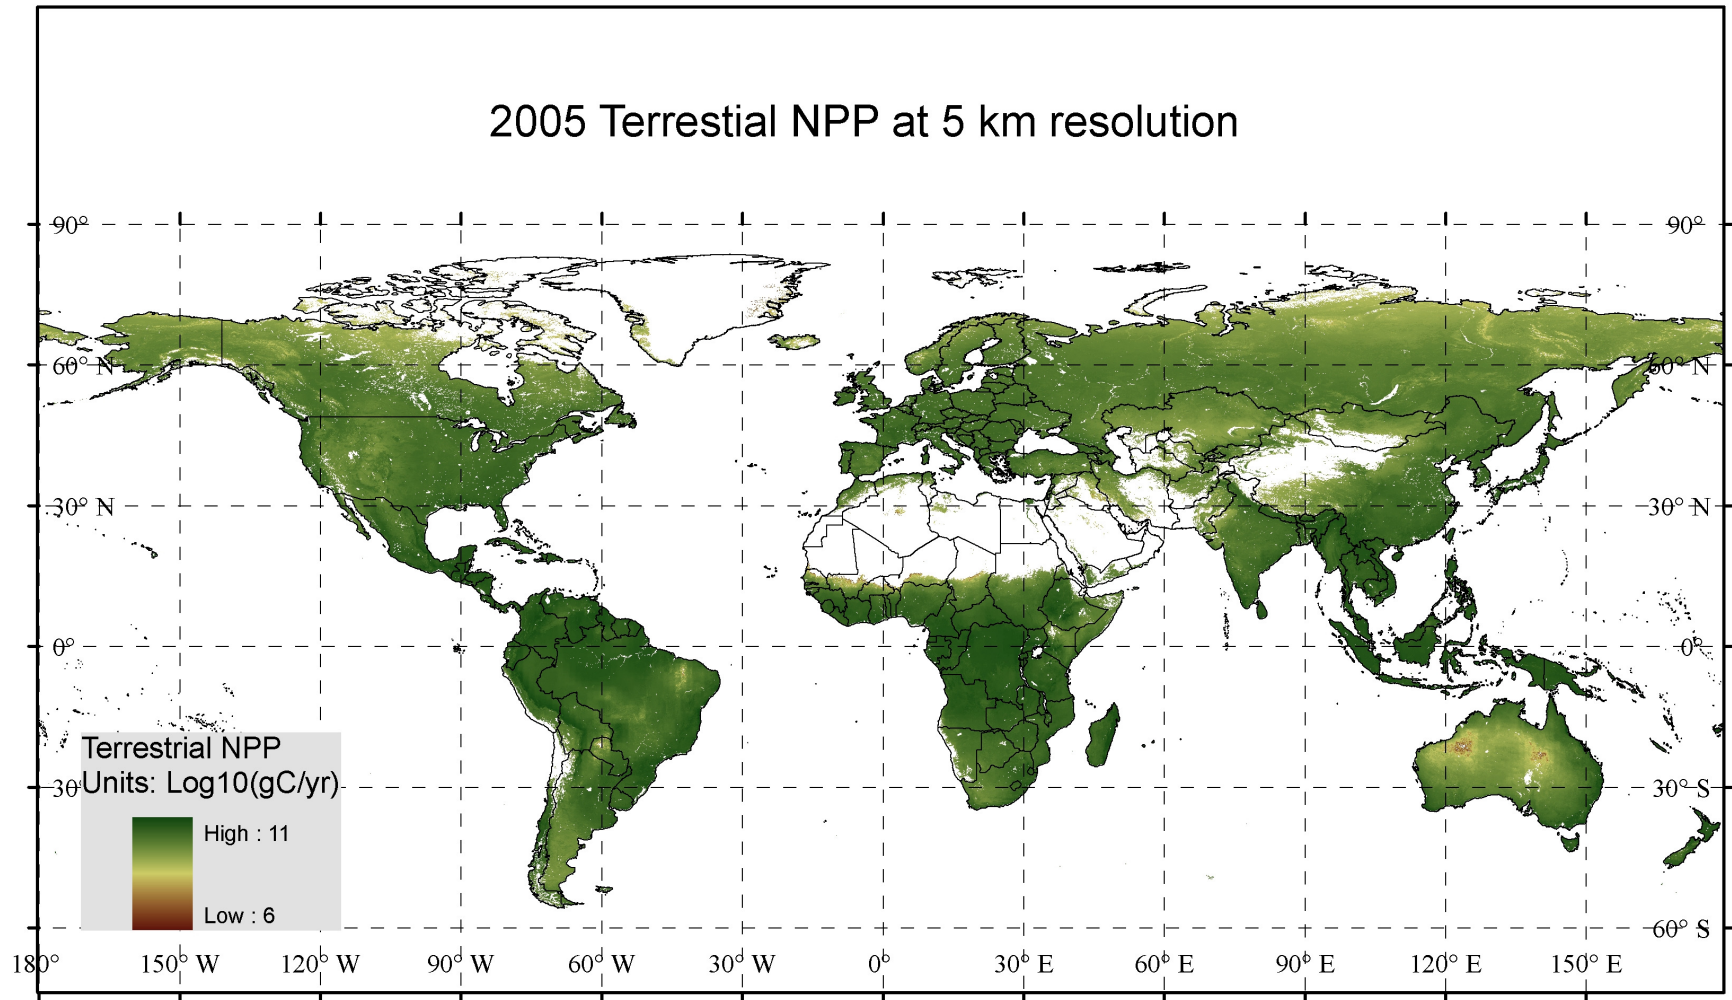 2005 Terrestial NPP at 5 km resolution
90° 90°
60° N 60° N
30° N 30° N
0° 0°
Terrestrial NPP
Units: Log10(gC/yr)
30° 30° S
High : 11
Low : 6
60° S
180° 150° W 120° W 90° W 60° W 30° W 0° 30° E 60° E 90° E 120° E 150° E